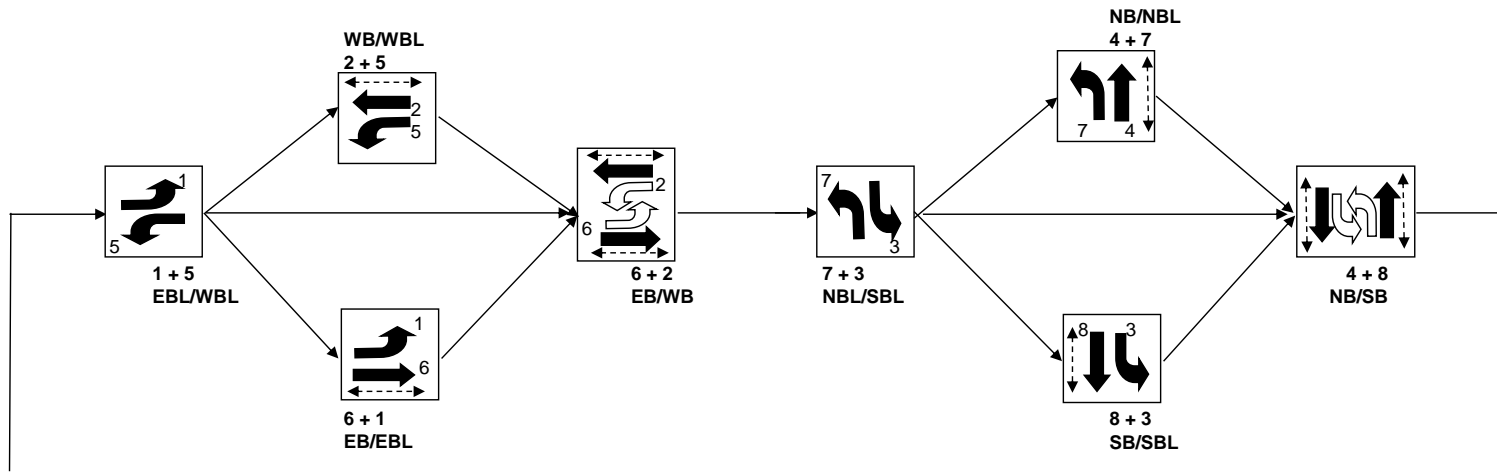 WB/WBL
2 + 5
2
5
1
5
1 + 5
EBL/WBL
1
6
6 + 1
EB/EBL
2
6
6 + 2
EB/WB
7
3
7 + 3
NBL/SBL
NB/NBL
4 + 7
7 4
8 3
8 + 3
SB/SBL
4 + 8
NB/SB